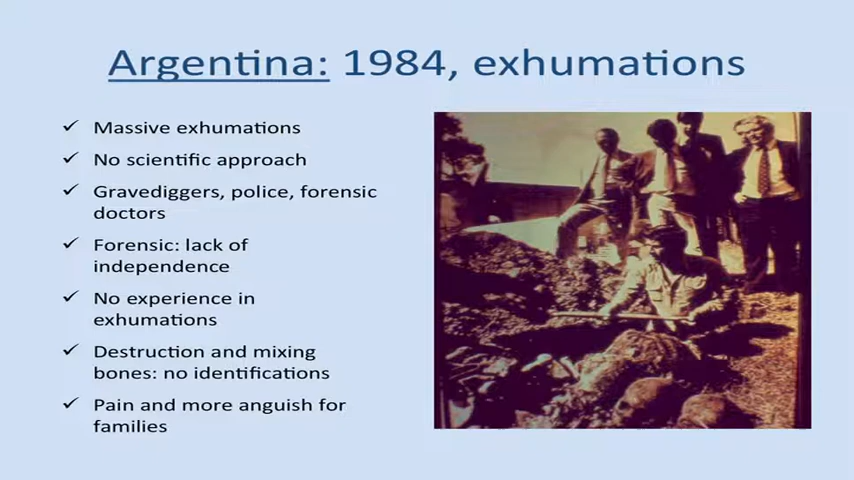 Argentina: 1984, exhumations
Massive exhumations
No scientific approach
Gravediggers, police, forensic
doctors
Forensic: lack of
independence
No experience in
exhumations
Destruction and mixing
bones: no identifications
Pain and more anguish for
families